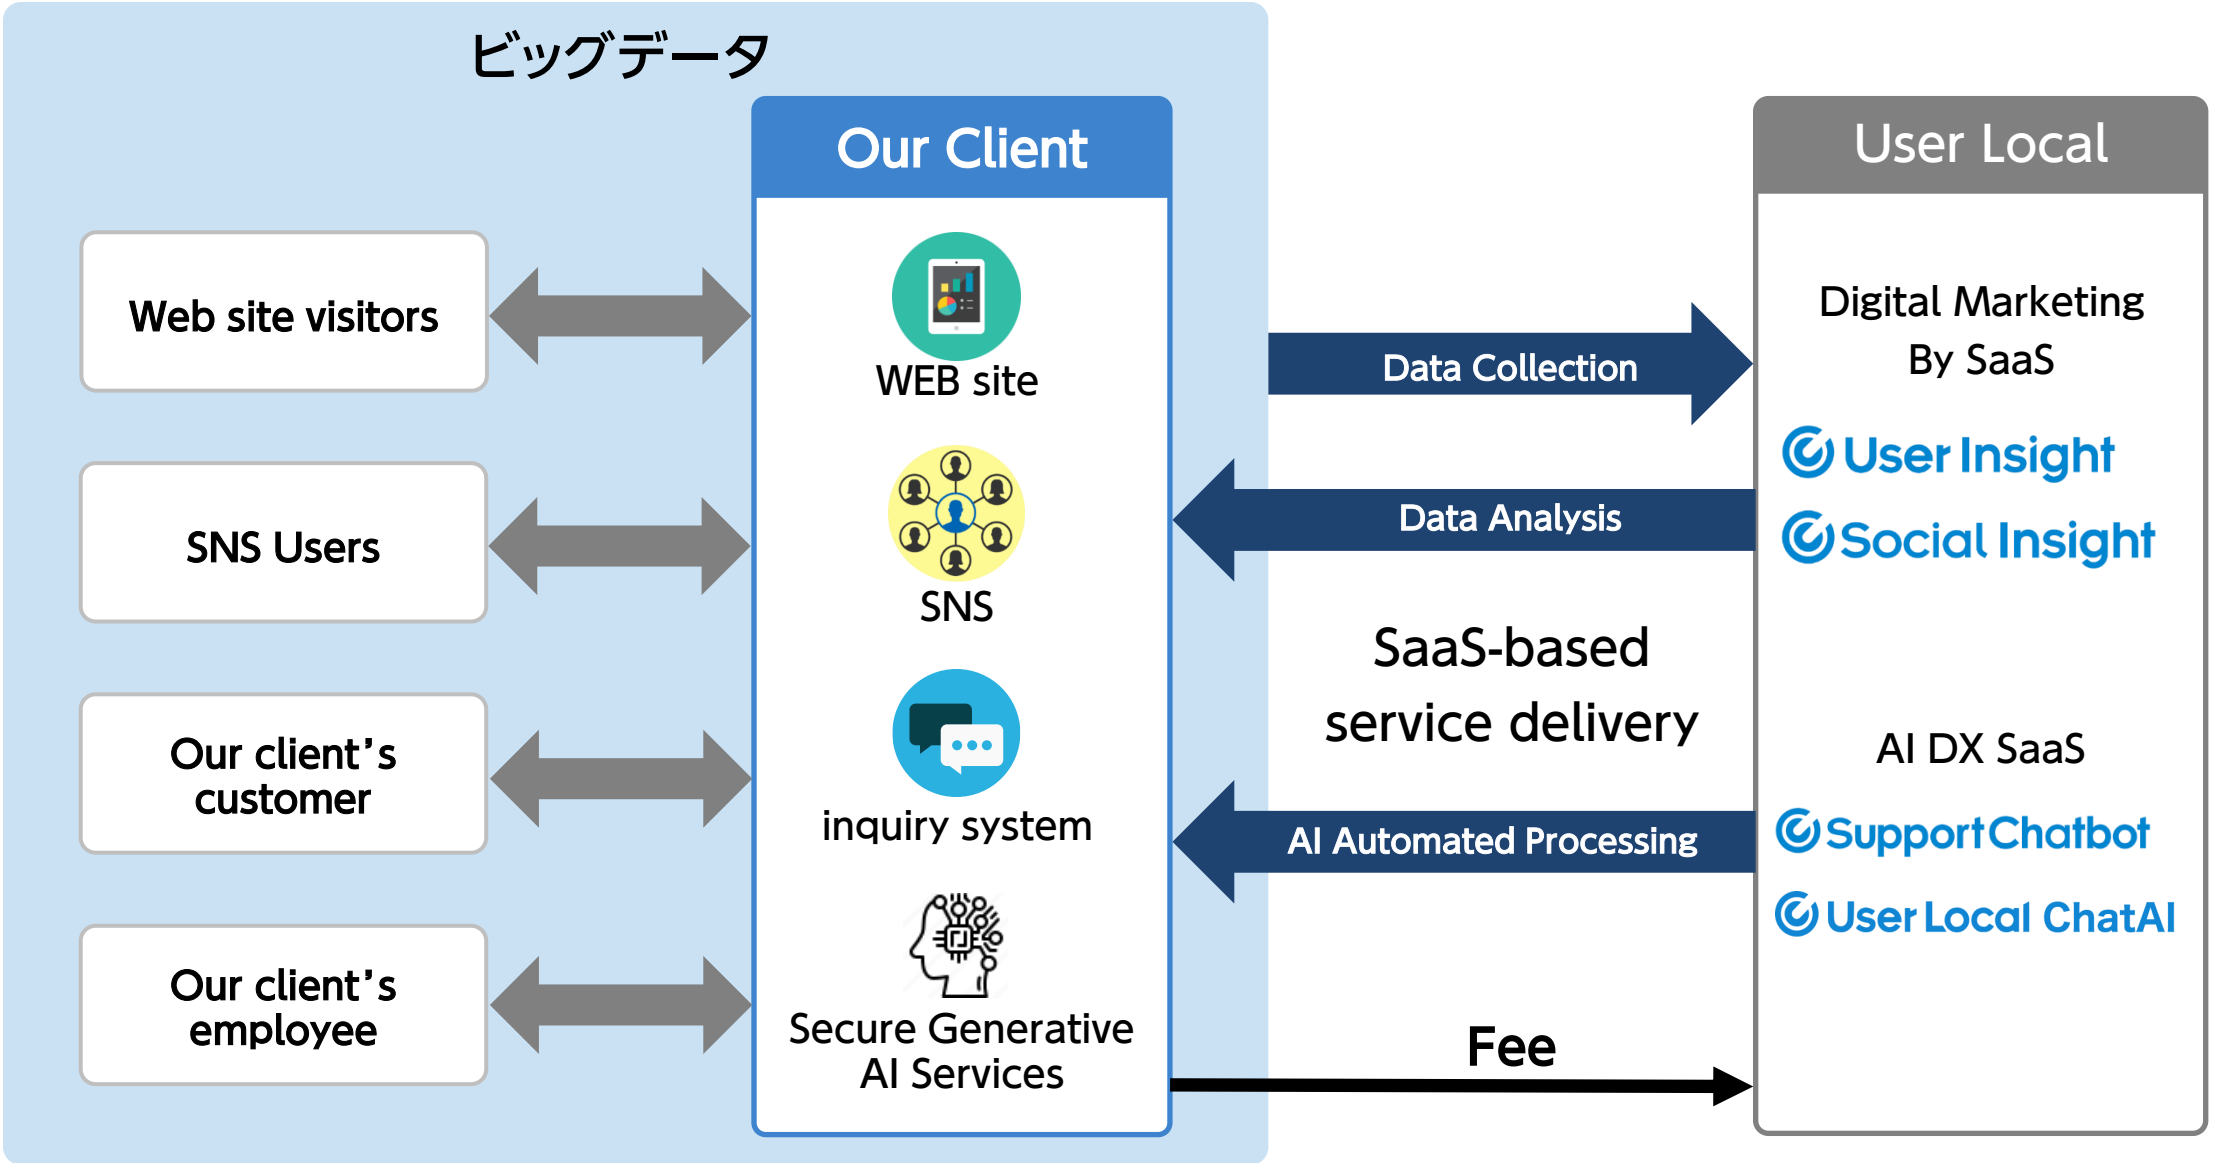 ビッグデータ
Our Client
User Local
Web site visitors
SNS Users
Our client’s
customer
Our client’s
employee
WEB site
SNS
inquiry system
Secure Generative
AI Services
Data Collection
Data Analysis
SaaS-based
service delivery
AI Automated Processing
Fee
Digital Marketing
By SaaS
User Insight
Social Insight
AI DX SaaS
Support Chatbot
User Local ChatAI